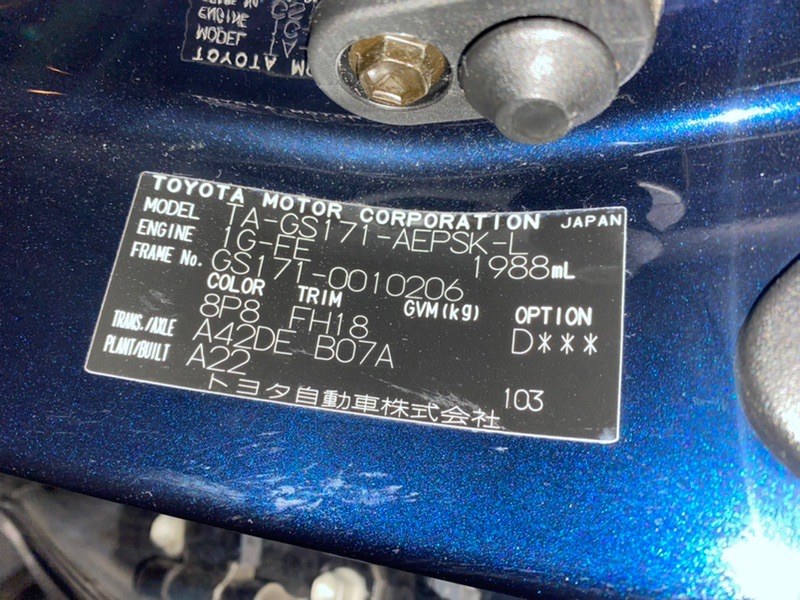 TOYOTA MOTOR CORPORATION JAPAN
MODEL TA-GS171-AEPSK-L
ENGINE 1G-EE 1988mL
FRAME No. GS171-0010206
COLOR TRIM GVM(kg) OPTION
8P8 FH18 D***
TRANS./AXLE A42DE B07A
PLANT/BUILT A22
トヨタ自動車株式会社 103